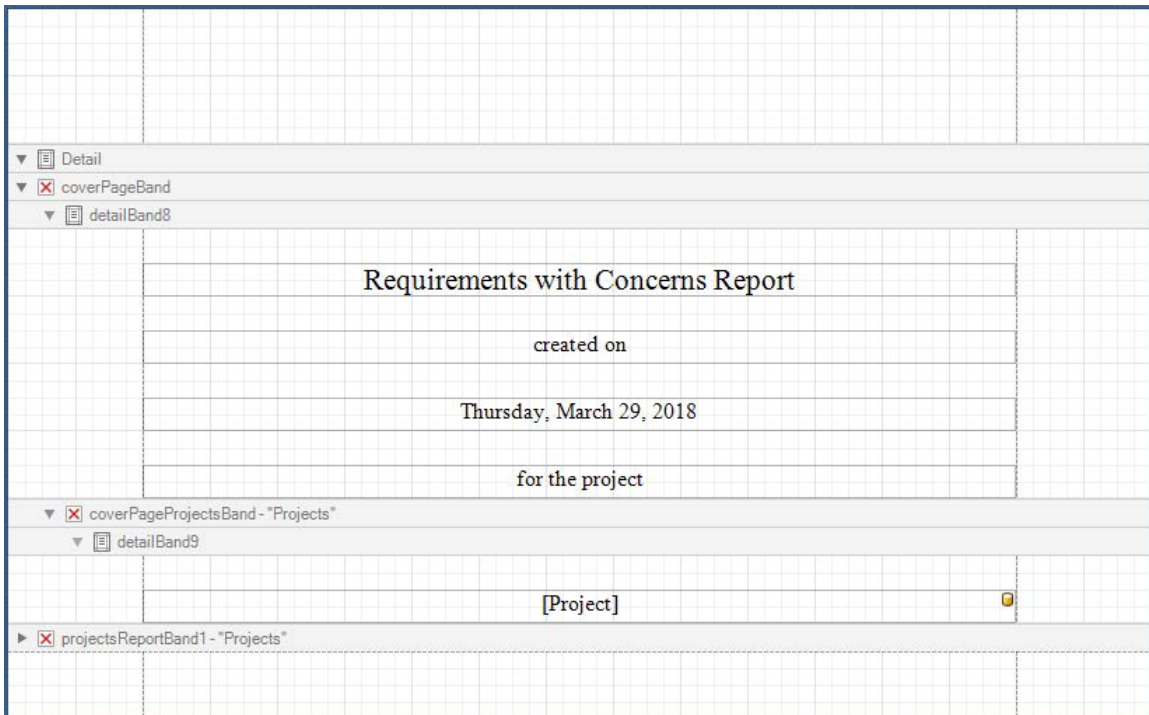 Detail
coverPageBand
detailBand8
Requirements with Concerns Report
created on
Thursday, March 29, 2018
for the project
coverPageProjectsBand - "Projects"
detailBand9
[Project]
projectsReportBand1 - "Projects"